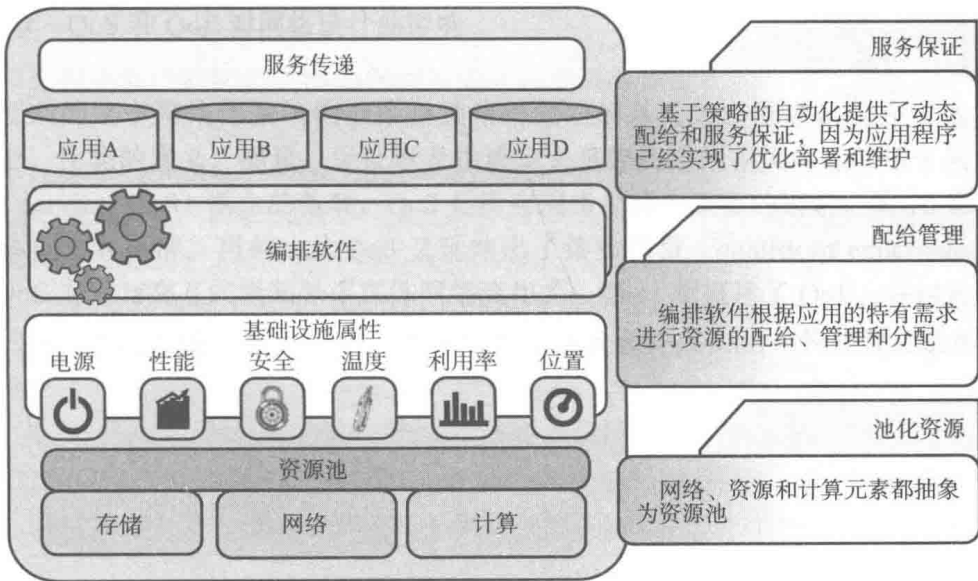 服务传递
应用A
应用B
应用C
应用D
编排软件
基础设施属性
电源
性能
安全
温度
利用率
位置
资源池
存储
网络
计算
服务保证
基于策略的自动化提供了动态
配给和服务保证，因为应用程序
已经实现了优化部署和维护
配给管理
编排软件根据应用的特有需求
进行资源的配给、管理和分配
池化资源
网络、资源和计算元素都抽象
为资源池